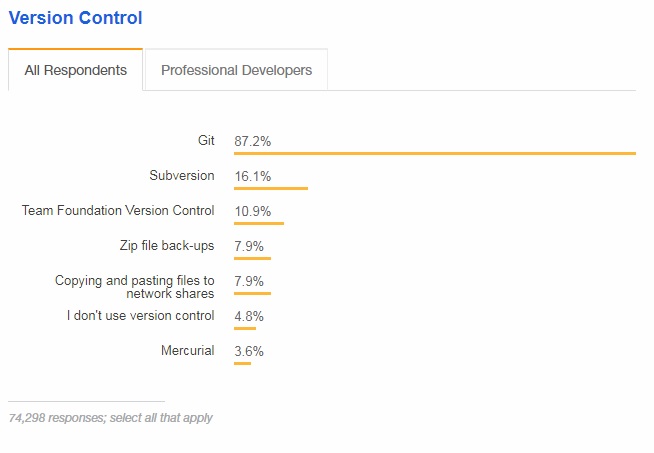 Version Control
All Respondents
Professional Developers
Git 87.2%
Subversion 16.1%
Team Foundation Version Control 10.9%
Zip file back-ups 7.9%
Copying and pasting files to
network shares 7.9%
I don't use version control 4.8%
Mercurial 3.6%
74,298 responses; select all that apply